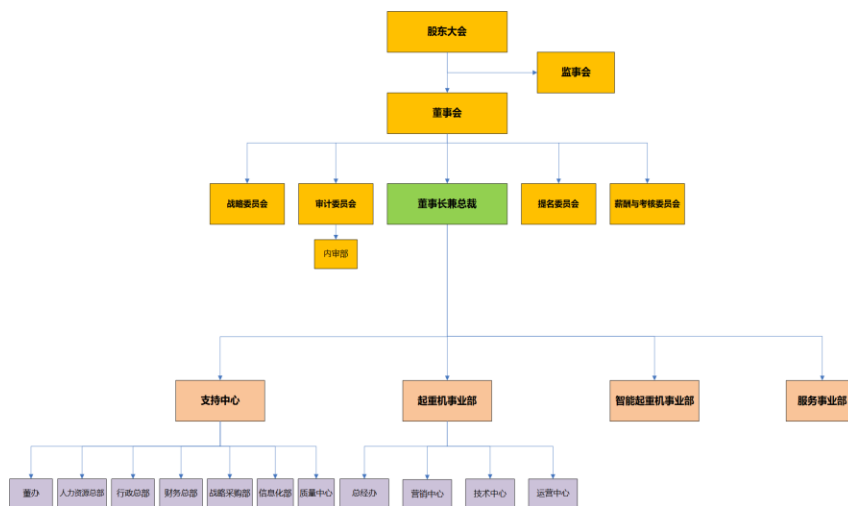 股东大会
监事会
董事会
战略委员会
审计委员会
董事长兼总裁
提名委员会
薪酬与考核委员会
内审部
支持中心
起重机事业部
智能起重机事业部
服务事业部
董办
人力资源总部
行政总部
财务总部
战略采购部
信息化部
质量中心
总经办
营销中心
技术中心
运营中心